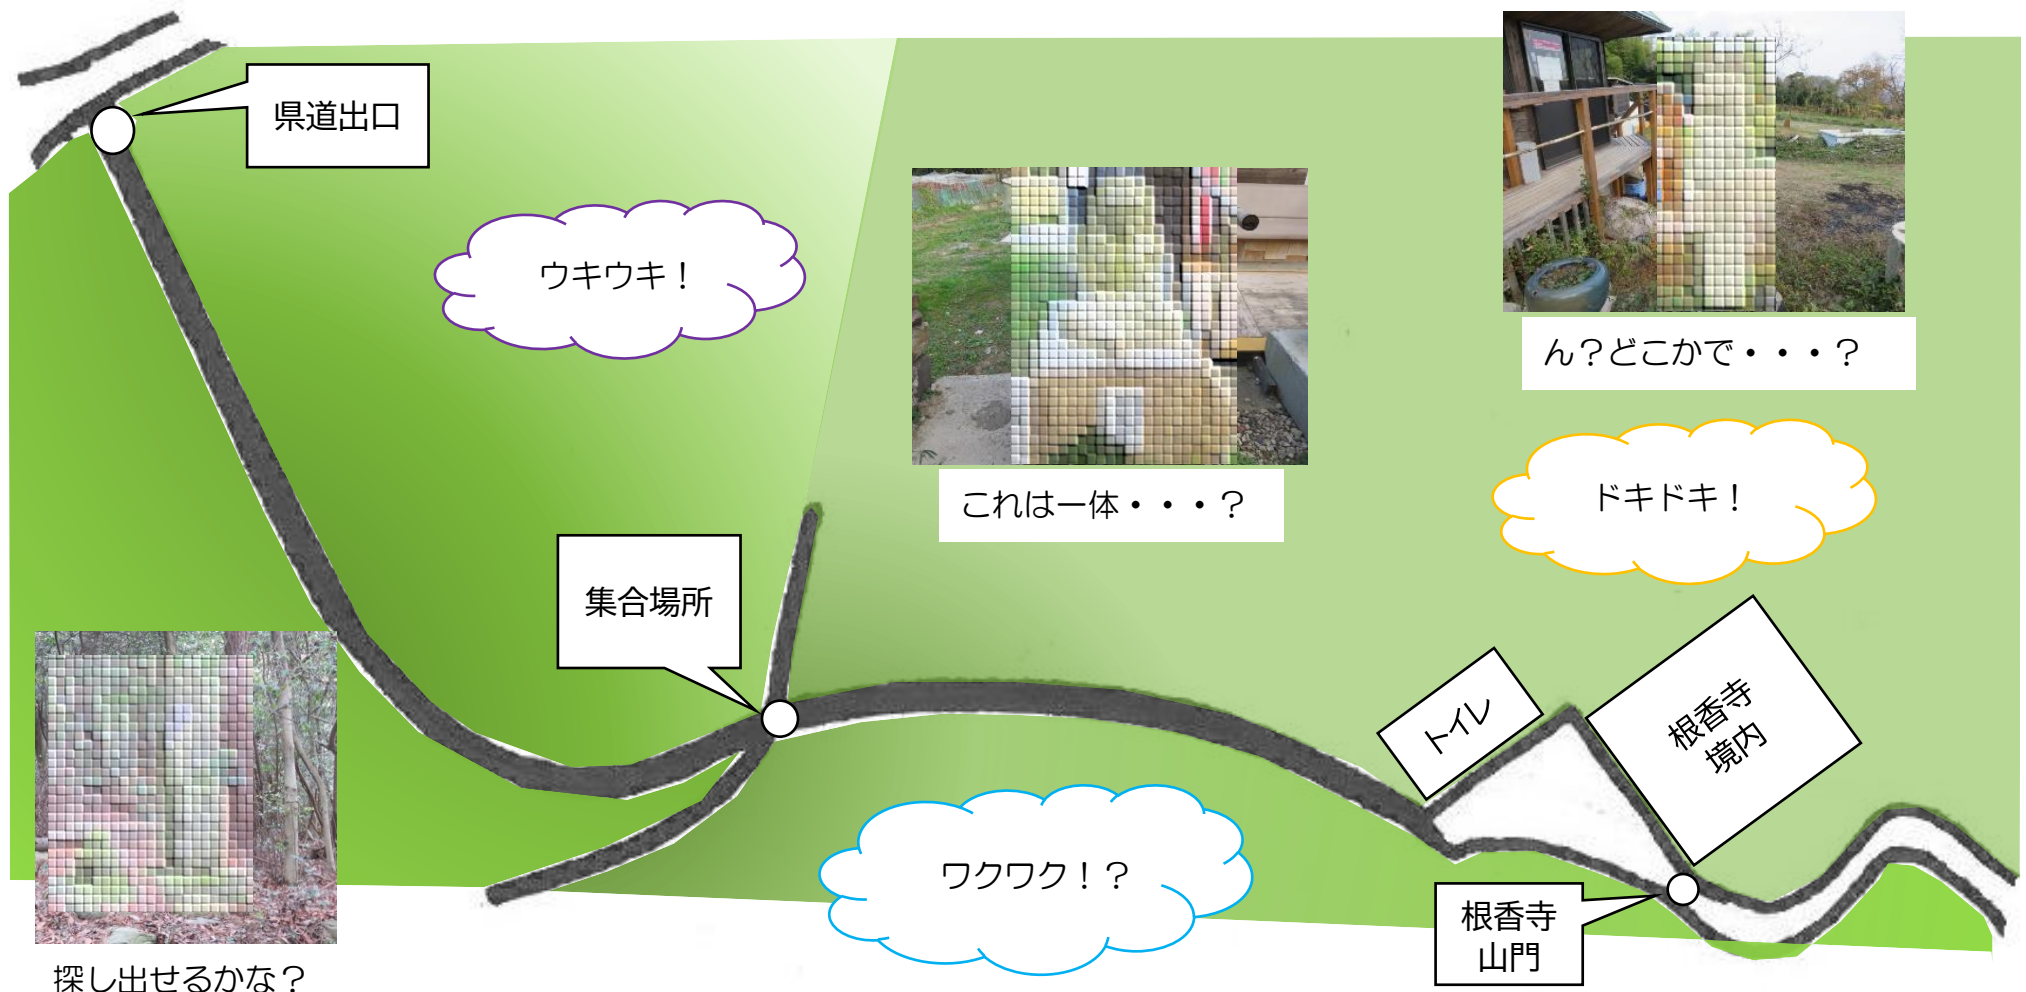 県道出口
ウキウキ！
これは一体・・・？
ん？どこかで・・・？
ドキドキ！
集合場所
トイレ
根香寺
境内
ワクワク！？
根香寺
山門
探し出せるかな？